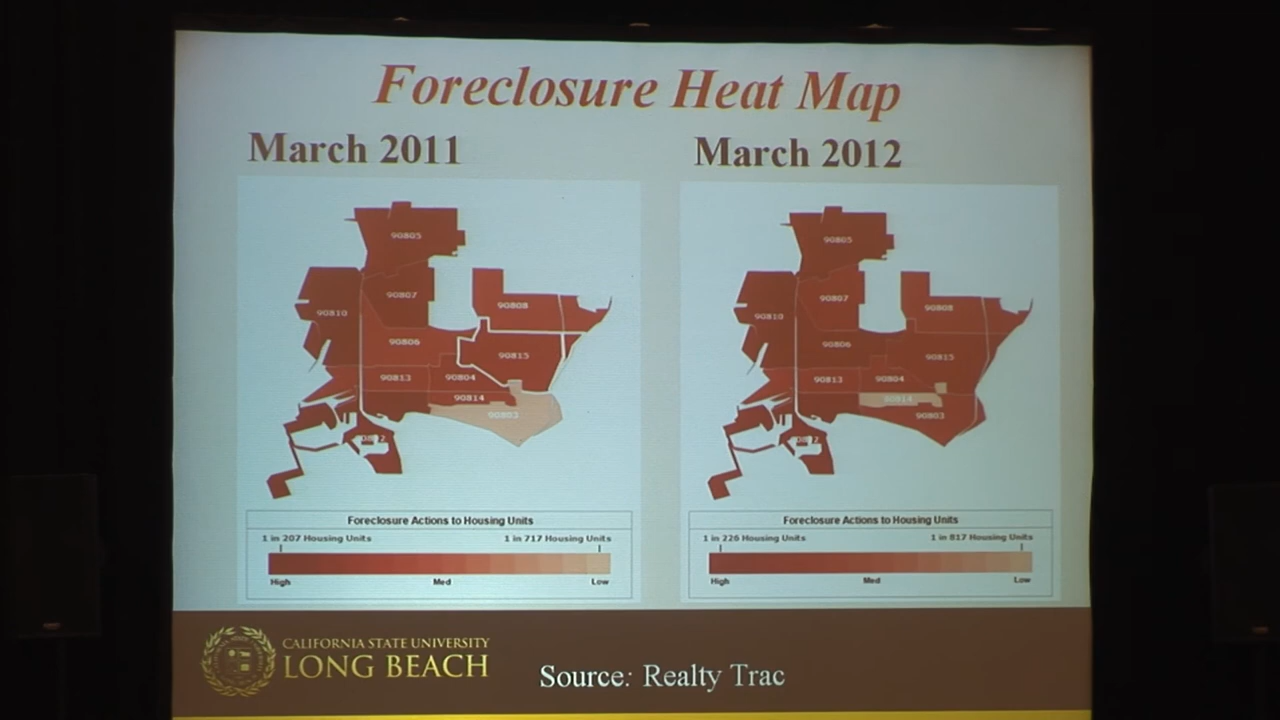 Foreclosure Heat Map
March 2011
March 2012
90805
90807
90810
90808
90806
90815
90813
90804
90814
90803
90805
90807
90810
90808
90806
90815
90813
90804
90814
90803
Foreclosure Actions to Housing Units
1 in 207 Housing Units
1 in 717 Housing Units
High
Med
Low
Foreclosure Actions to Housing Units
1 in 226 Housing Units
1 in 817 Housing Units
High
Med
Low
CALIFORNIA STATE UNIVERSITY
LONG BEACH
Source: Realty Trac